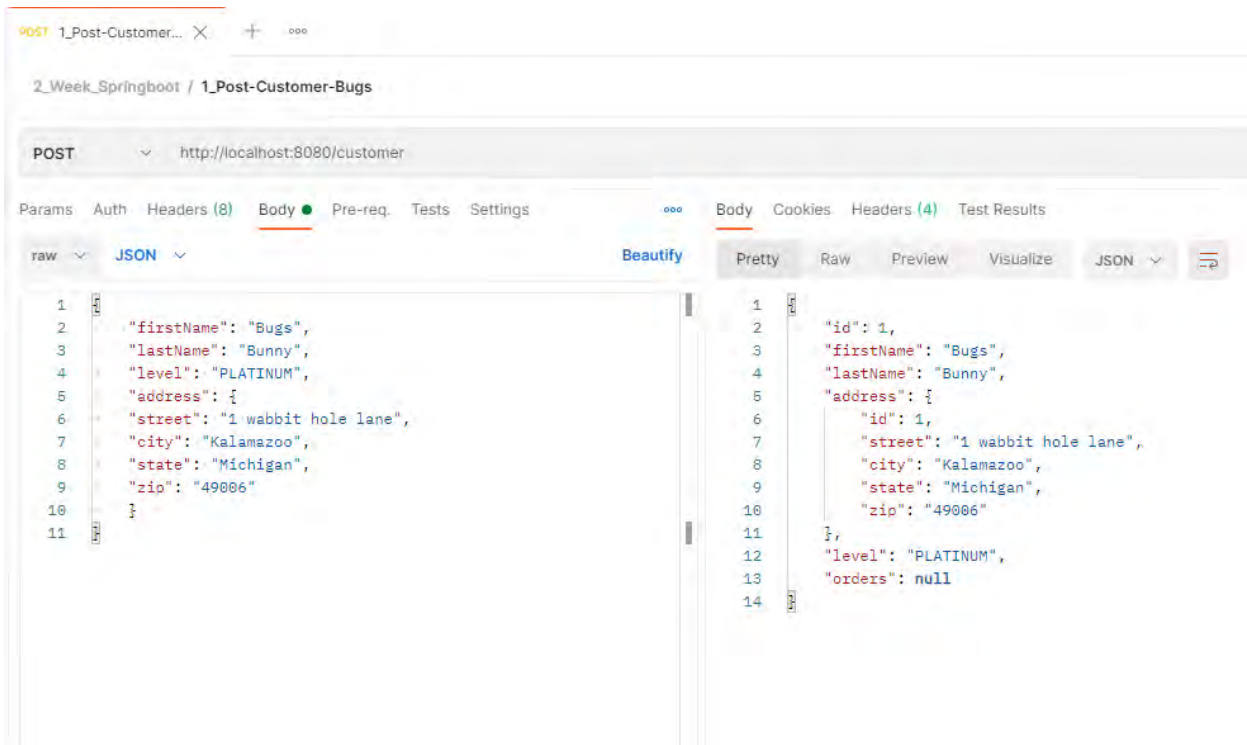 POST 1_Post-Customer... X + ooo
2_Week_Springboot / 1_Post-Customer-Bugs
POST http://localhost:8080/customer
Params Auth Headers (8) Body Pre-req. Tests Settings ooo
raw JSON Beautify
1 {
2 "firstName": "Bugs",
3 "lastName": "Bunny",
4 "level": "PLATINUM",
5 "address": {
6 "street": "1 wabbit hole lane",
7 "city": "Kalamazoo",
8 "state": "Michigan",
9 "zip": "49006"
10 }
11 }
Body Cookies Headers (4) Test Results
Pretty Raw Preview Visualize JSON
1 {
2 "id": 1,
3 "firstName": "Bugs",
4 "lastName": "Bunny",
5 "address": {
6 "id": 1,
7 "street": "1 wabbit hole lane",
8 "city": "Kalamazoo",
9 "state": "Michigan",
10 "zip": "49006"
11 },
12 "level": "PLATINUM",
13 "orders": null
14 }